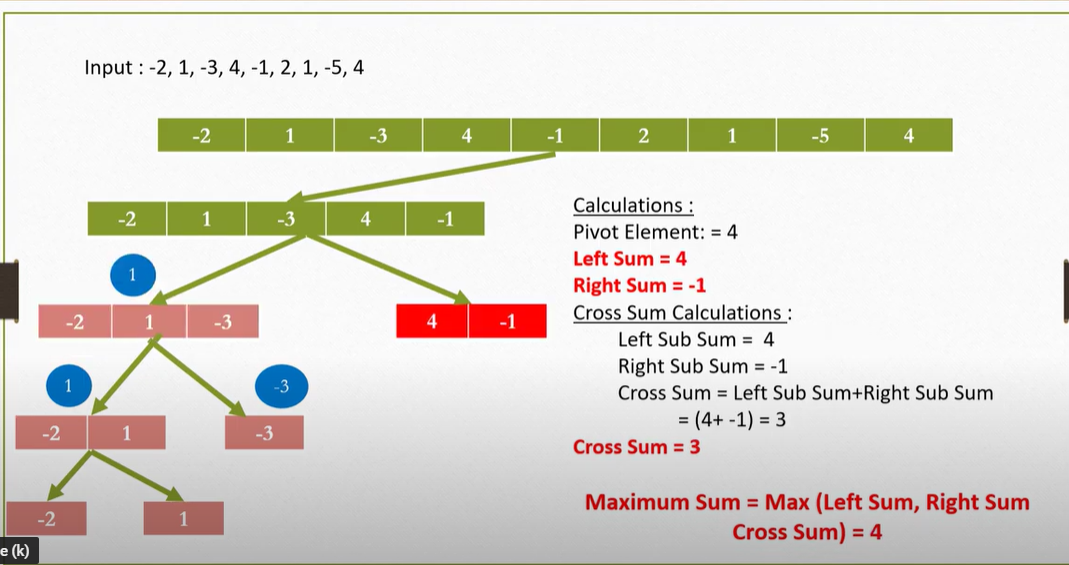 Input : -2, 1, -3, 4, -1, 2, 1, -5, 4
-2 1 -3 4 -1 2 1 -5 4
-2 1 -3 4 -1
Calculations :
Pivot Element: = 4
Left Sum = 4
Right Sum = -1
1
-2 1 -3
4 -1
Cross Sum Calculations :
Left Sub Sum = 4
Right Sub Sum = -1
Cross Sum = Left Sub Sum+Right Sub Sum
= (4+ -1) = 3
Cross Sum = 3
1
-3
-2 1
-3
-2
1
Maximum Sum = Max (Left Sum, Right Sum
Cross Sum) = 4
e (k)